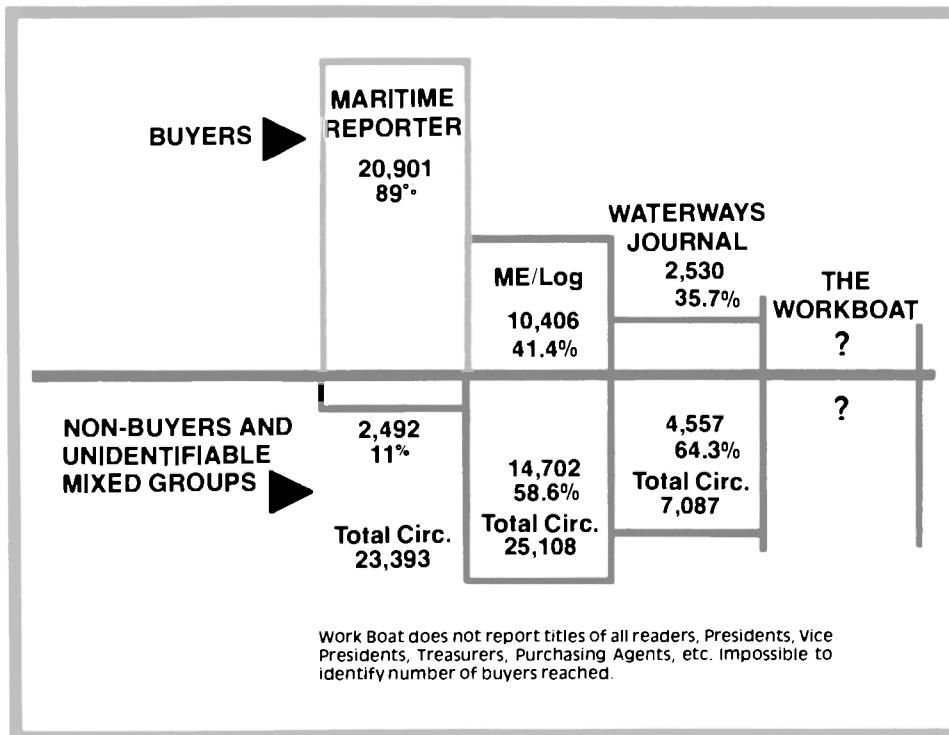 BUYERS
MARITIME
REPORTER
20,901
89%
ME/Log
10,406
41.4%
WATERWAYS
JOURNAL
2,530
35.7%
THE
WORKBOAT
?
NON-BUYERS AND
UNIDENTIFIABLE
MIXED GROUPS
2,492
11%
Total Circ.
23,393
14,702
58.6%
Total Circ.
25,108
4,557
64.3%
Total Circ.
7,087
?
Work Boat does not report titles of all readers, Presidents, Vice
Presidents, Treasurers, Purchasing Agents, etc. Impossible to
identify number of buyers reached.